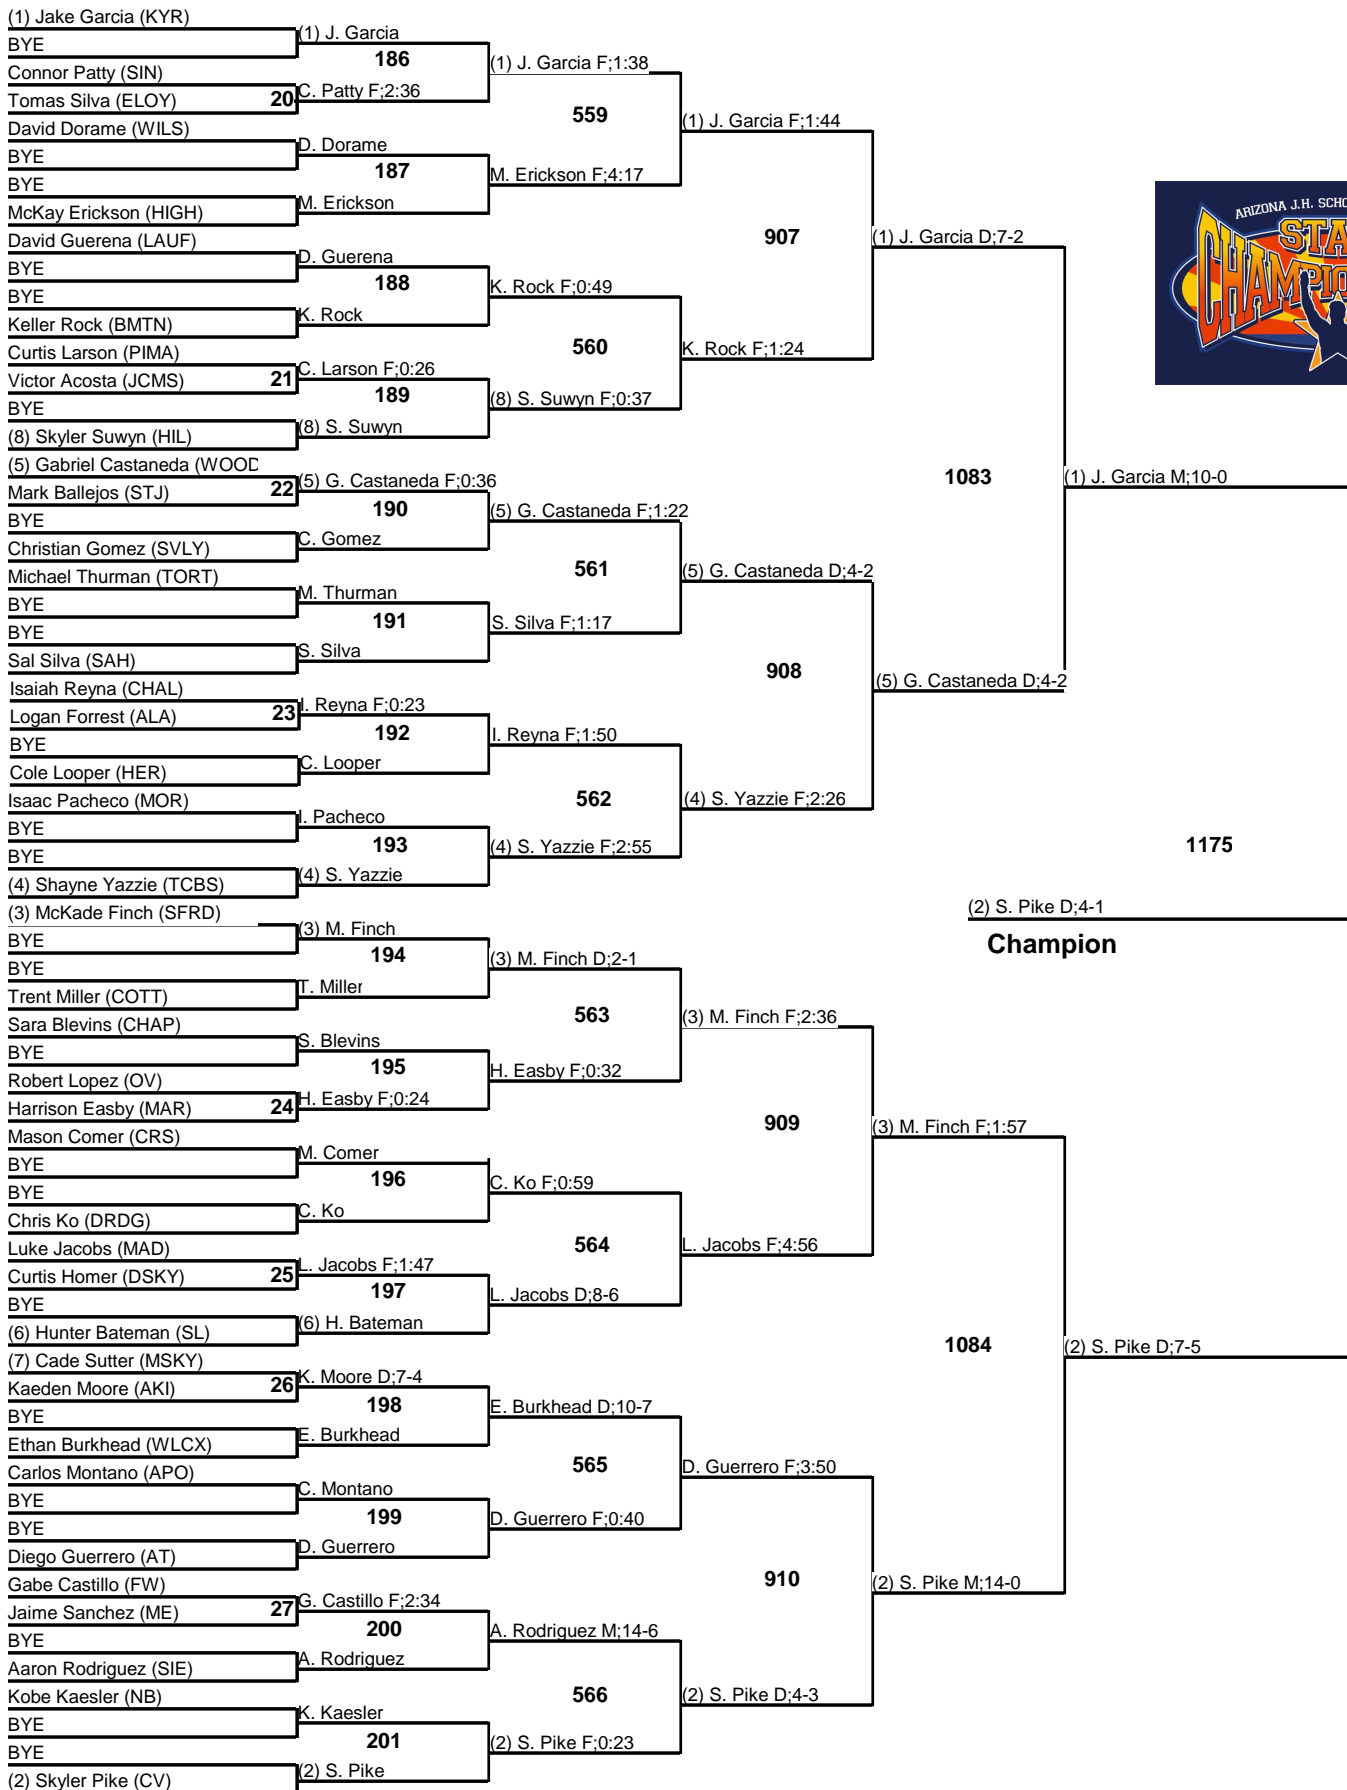 (1) Jake Garcia (KYR)
BYE
Connor Patty (SIN)
Tomas Silva (ELOY)
David Dorame (WILS)
BYE
BYE
McKay Erickson (HIGH)
David Guerena (LAUF)
BYE
BYE
Keller Rock (BMTN)
Curtis Larson (PIMA)
Victor Acosta (JCMS)
BYE
(8) Skyler Suwyn (HIL)
(5) Gabriel Castaneda (WOOD
Mark Ballejos (STJ)
BYE
Christian Gomez (SVLY)
Michael Thurman (TORT)
BYE
BYE
Sal Silva (SAH)
Isaiah Reyna (CHAL)
Logan Forrest (ALA)
BYE
Cole Looper (HER)
Isaac Pacheco (MOR)
BYE
BYE
(4) Shayne Yazzie (TCBS)
(3) McKade Finch (SFRD)
BYE
BYE
Trent Miller (COTT)
Sara Blevins (CHAP)
BYE
Robert Lopez (OV)
Harrison Easby (MAR)
Mason Comer (CRS)
BYE
BYE
Chris Ko (DRDG)
Luke Jacobs (MAD)
Curtis Homer (DSKY)
BYE
(6) Hunter Bateman (SL)
(7) Cade Sutter (MSKY)
Kaeden Moore (AKI)
BYE
Ethan Burkhead (WLCX)
Carlos Montano (APO)
BYE
BYE
Diego Guerrero (AT)
Gabe Castillo (FW)
Jaime Sanchez (ME)
BYE
Aaron Rodriguez (SIE)
Kobe Kaesler (NB)
BYE
BYE
(2) Skyler Pike (CV)
20
21
22
23
24
25
26
27
(1) J. Garcia
186
C. Patty F;2:36
D. Dorame
187
M. Erickson
D. Guerena
188
K. Rock
C. Larson F;0:26
189
(8) S. Suwyn
(5) G. Castaneda F;0:36
190
C. Gomez
M. Thurman
191
S. Silva
I. Reyna F;0:23
192
C. Looper
I. Pacheco
193
(4) S. Yazzie
(3) M. Finch
194
T. Miller
S. Blevins
195
H. Easby F;0:24
M. Comer
196
C. Ko
L. Jacobs F;1:47
197
(6) H. Bateman
K. Moore D;7-4
198
E. Burkhead
C. Montano
199
D. Guerrero
G. Castillo F;2:34
200
A. Rodriguez
K. Kaesler
201
(2) S. Pike
(1) J. Garcia F;1:38
559
M. Erickson F;4:17
K. Rock F;0:49
560
(8) S. Suwyn F;0:37
(5) G. Castaneda F;1:22
561
S. Silva F;1:17
I. Reyna F;1:50
562
(4) S. Yazzie F;2:55
(3) M. Finch D;2-1
563
H. Easby F;0:32
C. Ko F;0:59
564
L. Jacobs D;8-6
E. Burkhead D;10-7
565
D. Guerrero F;0:40
A. Rodriguez M;14-6
566
(2) S. Pike F;0:23
(1) J. Garcia F;1:44
907
K. Rock F;1:24
(5) G. Castaneda D;4-2
908
(4) S. Yazzie F;2:26
(3) M. Finch F;2:36
909
L. Jacobs F;4:56
D. Guerrero F;3:50
910
(2) S. Pike D;4-3
(1) J. Garcia D;7-2
1083
(5) G. Castaneda D;4-2
(3) M. Finch F;1:57
1084
(2) S. Pike M;14-0
(1) J. Garcia M;10-0
1175
(2) S. Pike D;7-5
(2) S. Pike D;4-1
Champion
ARIZONA J.H.